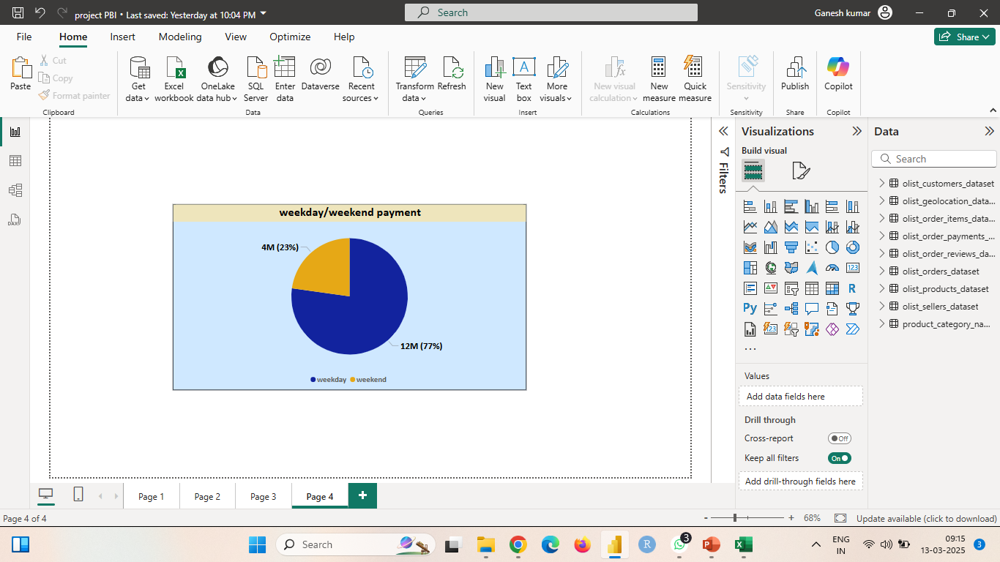 project PBI • Last saved: Yesterday at 10:04 PM
Search
Ganesh kumar
File Home Insert Modeling View Optimize Help
Share
Paste
Cut
Copy
Format painter
Clipboard
Get data
Excel workbook
OneLake data hub
SQL Server
Enter data
Dataverse
Recent sources
Data
Transform data
Refresh
Queries
New visual
Text box
More visuals
Insert
New visual calculation
New measure
Quick measure
Calculations
Sensitivity
Sensitivity
Publish
Share
Copilot
Copilot
weekday/weekend payment
4M (23%)
12M (77%)
weekday weekend
Filters
Visualizations
Build visual
123
R
Py
123
...
Values
Add data fields here
Drill through
Cross-report
Off
Keep all filters
On
Add drill-through fields here
Data
Search
olist_customers_dataset
olist_geolocation_data...
olist_order_items_data...
olist_order_payments_...
olist_order_reviews_da...
olist_orders_dataset
olist_products_dataset
olist_sellers_dataset
product_category_na...
Page 1 Page 2 Page 3 Page 4 +
Page 4 of 4
- + 68%
Update available (click to download)
Search
R
3
ENG
IN
09:15
13-03-2025
3